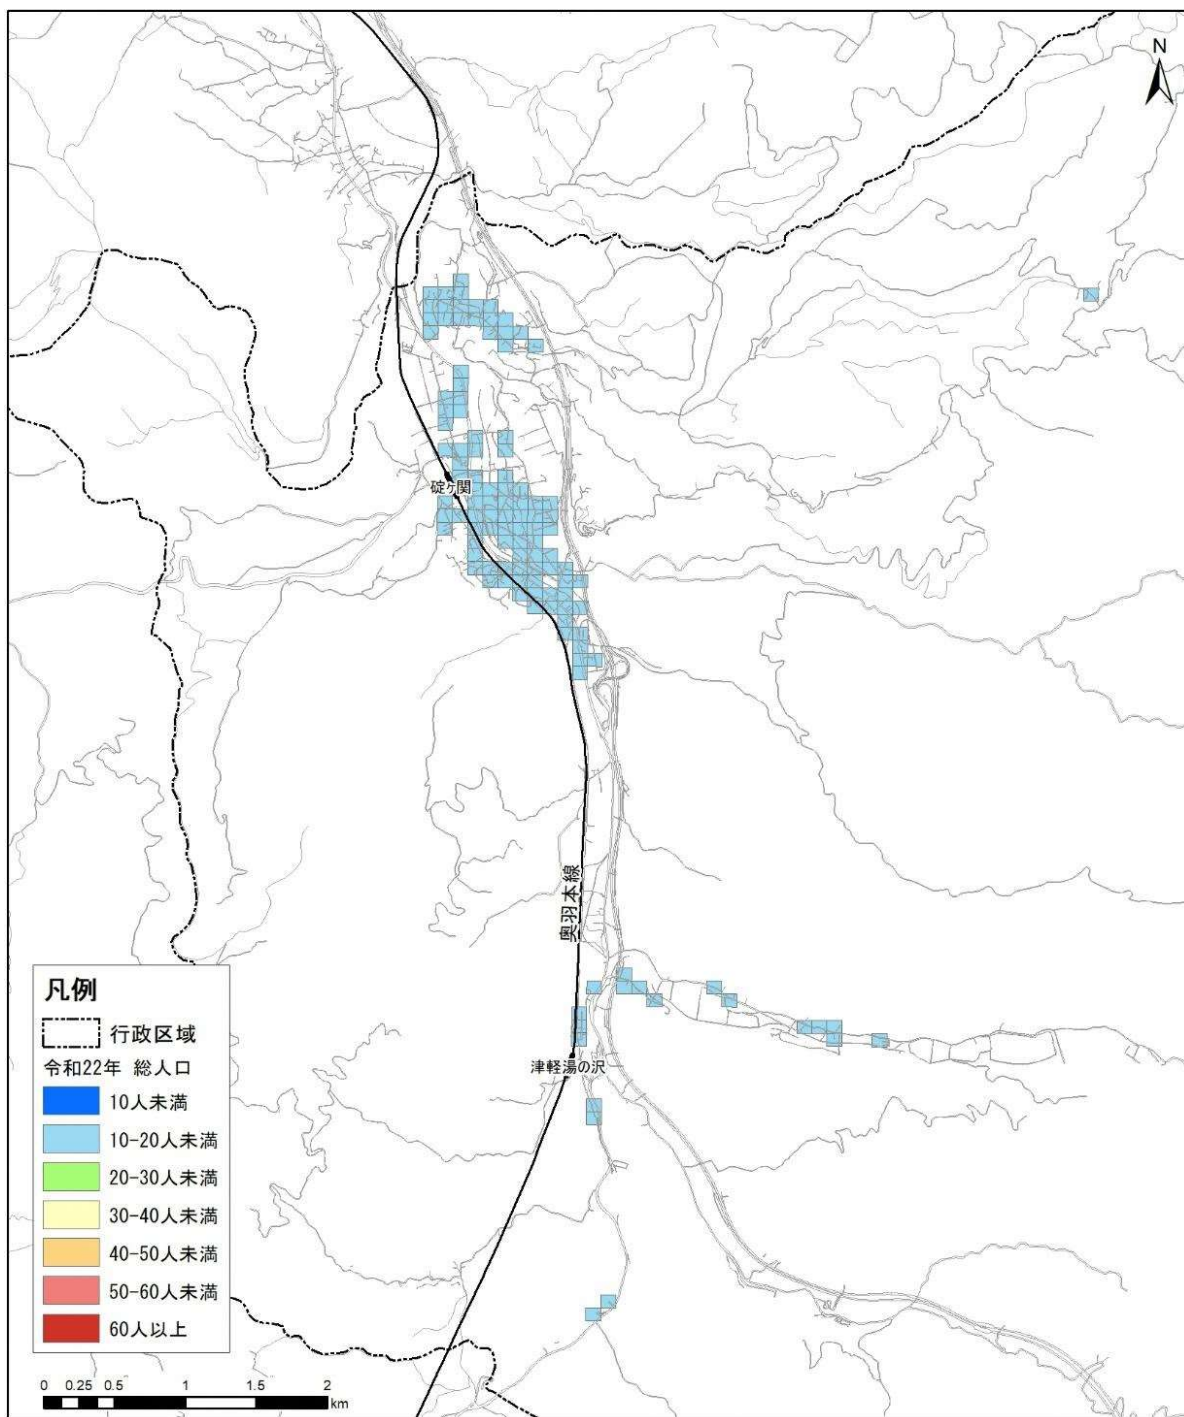 N
碇ヶ関
奥羽本線
津軽湯の沢
凡例
行政区域
令和22年 総人口
10人未満
10-20人未満
20-30人未満
30-40人未満
40-50人未満
50-60人未満
60人以上
0 0.25 0.5 1 1.5 2
km